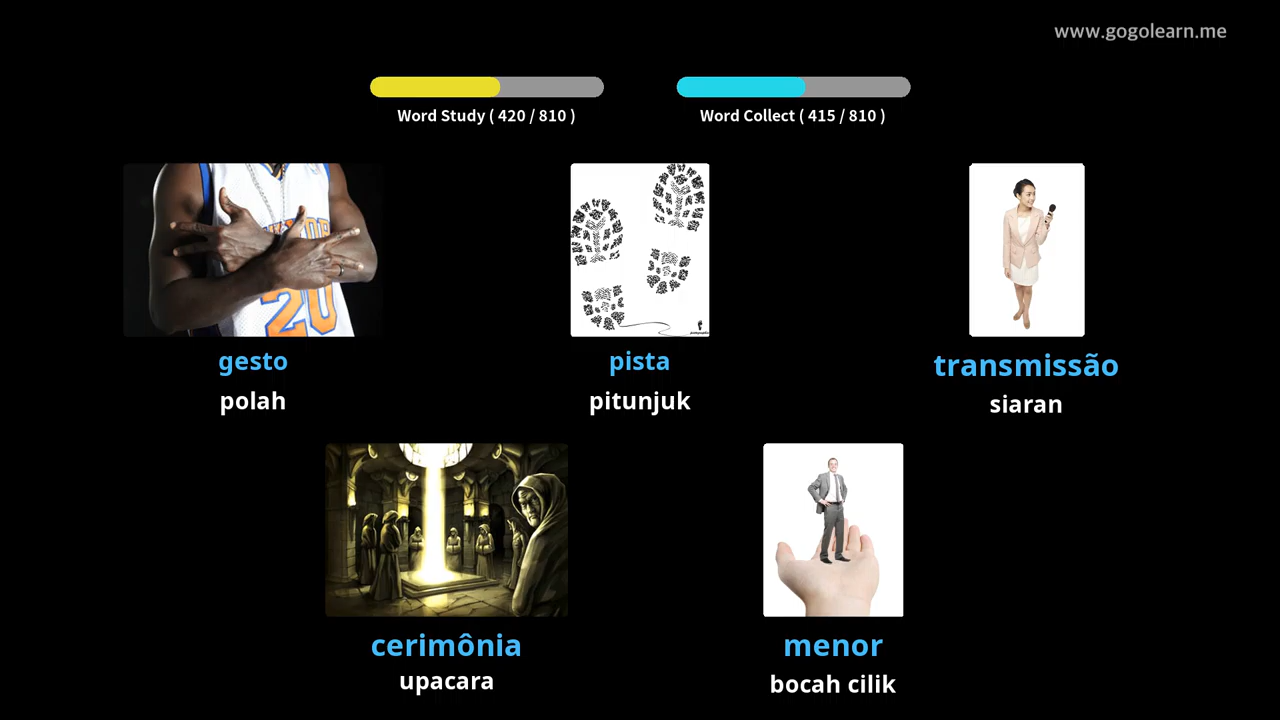 www.gogolearn.me
Word Study ( 420 / 810 )
Word Collect ( 415 / 810 )
20
gesto
polah
pista
pitunjuk
transmissão
siaran
cerimônia
upacara
menor
bocah cilik